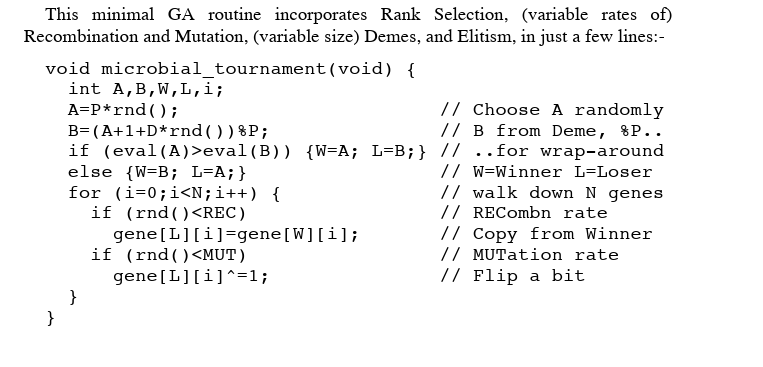 This minimal GA routine incorporates Rank Selection, (variable rates of)
Recombination and Mutation, (variable size) Demes, and Elitism, in just a few lines:-
void microbial_tournament(void) {
  int A,B,W,L,i;
  A=P*rnd();                       // Choose A randomly
  B=(A+1+D*rnd())%P;               // B from Deme, %P..
  if (eval(A)>eval(B)) {W=A; L=B;} // ..for wrap-around
  else {W=B; L=A;}                 // W=Winner L=Loser
  for (i=0;i<N;i++) {              // walk down N genes
    if (rnd()<REC)                 // RECombn rate
      gene[L][i]=gene[W][i];       // Copy from Winner
    if (rnd()<MUT)                 // MUTation rate
      gene[L][i]^=1;               // Flip a bit
  }
}